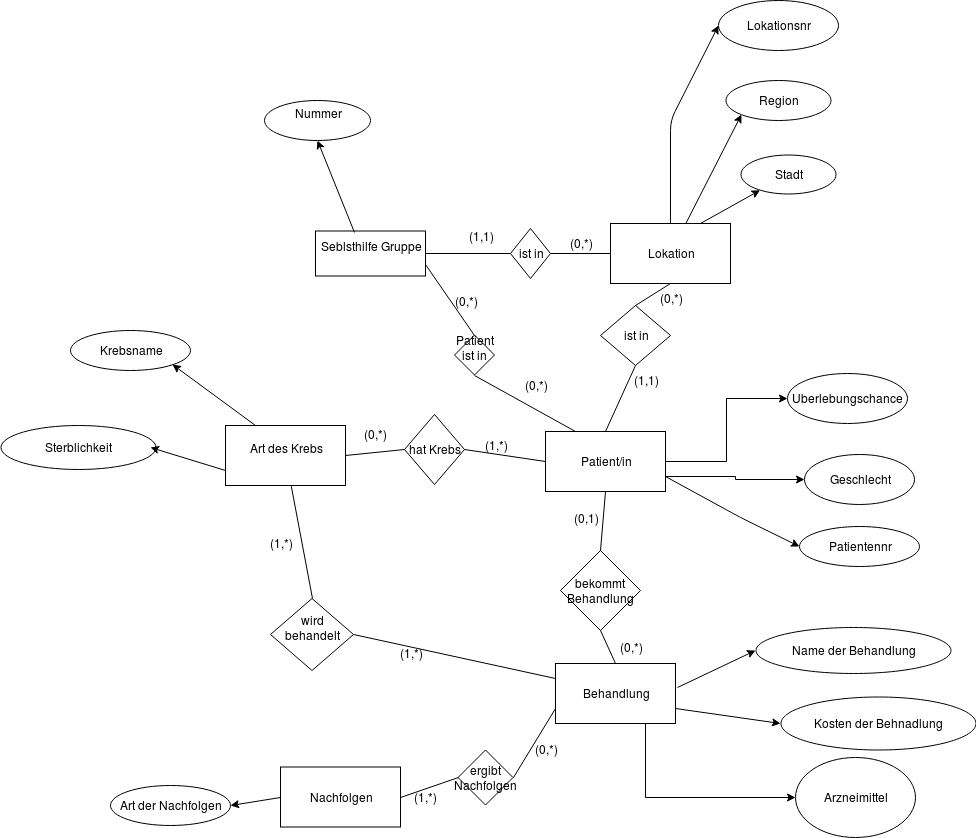 Lokationsnr
Region
Nummer
Stadt
(1,1)
(0,*)
Seblsthilfe Gruppe
ist in
Lokation
(0,*)
(0,*)
ist in
Patient
ist in
Krebsname
(0,*)
(1,1)
Uberlebungschance
Sterblichkeit
Art des Krebs
(0,*)
hat Krebs
(1,*)
Patient/in
Geschlecht
(0,1)
(1,*)
Patientennr
bekommt
Behandlung
wird
behandelt
(1,*)
(0,*)
Name der Behandlung
Behandlung
Kosten der Behnadlung
(0,*)
ergibt
Nachfolgen
(1,*)
Nachfolgen
Art der Nachfolgen
Arzneimittel